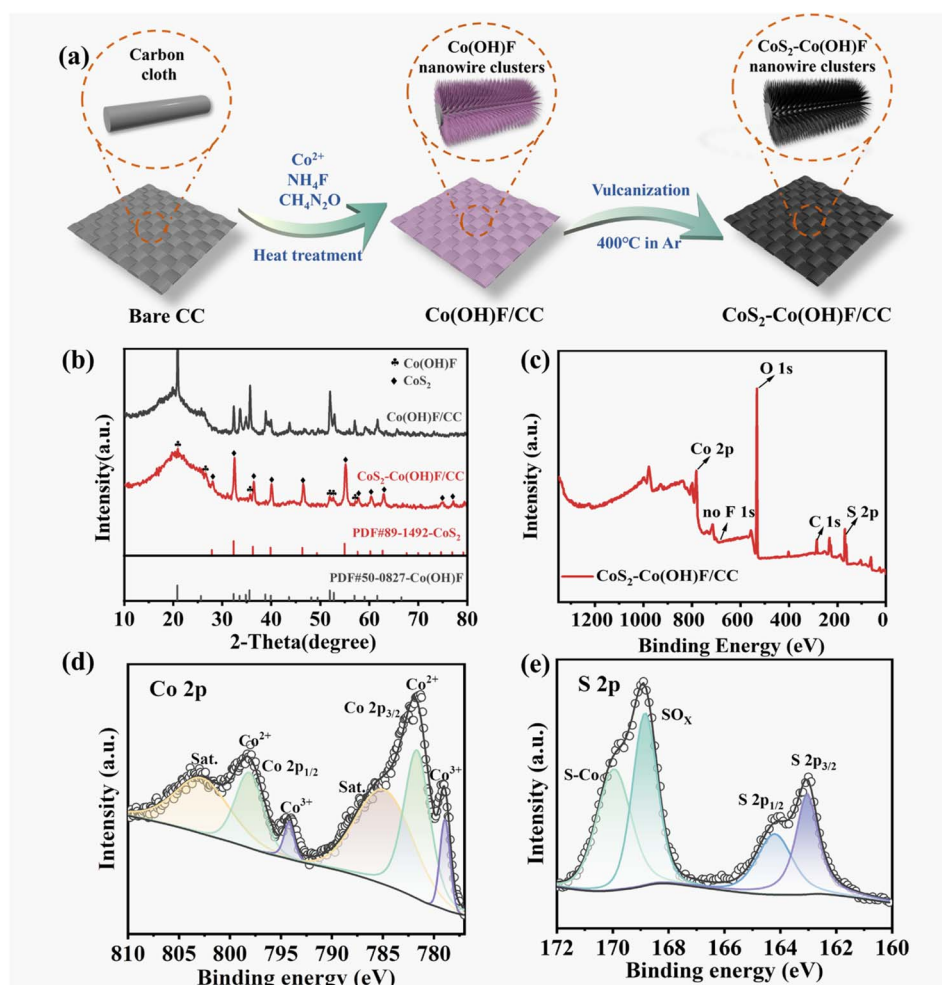 (a)
Carbon
cloth
Co(OH)F
nanowire clusters
CoS₂-Co(OH)F
nanowire clusters
Co²⁺
NH₄F
CH₄N₂O
Heat treatment
Vulcanization
400℃ in Ar
Bare CC
Co(OH)F/CC
CoS₂-Co(OH)F/CC
(b)
♣ Co(OH)F
♦ CoS₂
Co(OH)F/CC
CoS₂-Co(OH)F/CC
PDF#89-1492-CoS₂
PDF#50-0827-Co(OH)F
Intensity(a.u.)
10 20 30 40 50 60 70 80
2-Theta(degree)
(c)
O 1s
Co 2p
no F 1s
C 1s
S 2p
CoS₂-Co(OH)F/CC
Intensity (a.u.)
1200 1000 800 600 400 200 0
Binding Energy (eV)
(d)
Co 2p
Co²⁺
Co 2p₃/₂
Co²⁺
Sat.
Co 2p₁/₂
Co³⁺
Sat.
Co³⁺
Intensity (a.u.)
810 805 800 795 790 785 780
Binding energy (eV)
(e)
S 2p
SOₓ
S-Co
S 2p₃/₂
S 2p₁/₂
Intensity (a.u.)
172 170 168 166 164 162 160
Binding energy (eV)